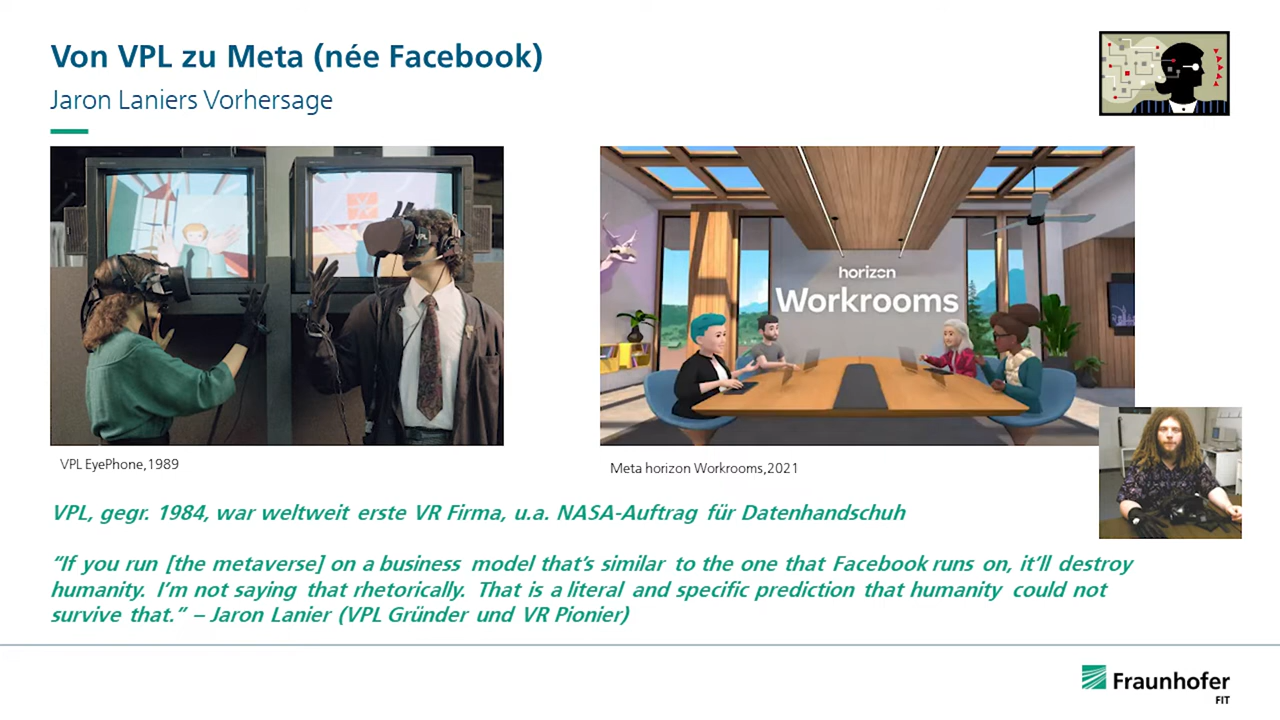 Von VPL zu Meta (née Facebook)
Jaron Laniers Vorhersage
VPL
horizon
Workrooms
VPL EyePhone,1989
Meta horizon Workrooms,2021
VPL, gegr. 1984, war weltweit erste VR Firma, u.a. NASA-Auftrag für Datenhandschuh
“If you run [the metaverse] on a business model that’s similar to the one that Facebook runs on, it’ll destroy
humanity. I’m not saying that rhetorically. That is a literal and specific prediction that humanity could not
survive that.” – Jaron Lanier (VPL Gründer und VR Pionier)
Fraunhofer
FIT